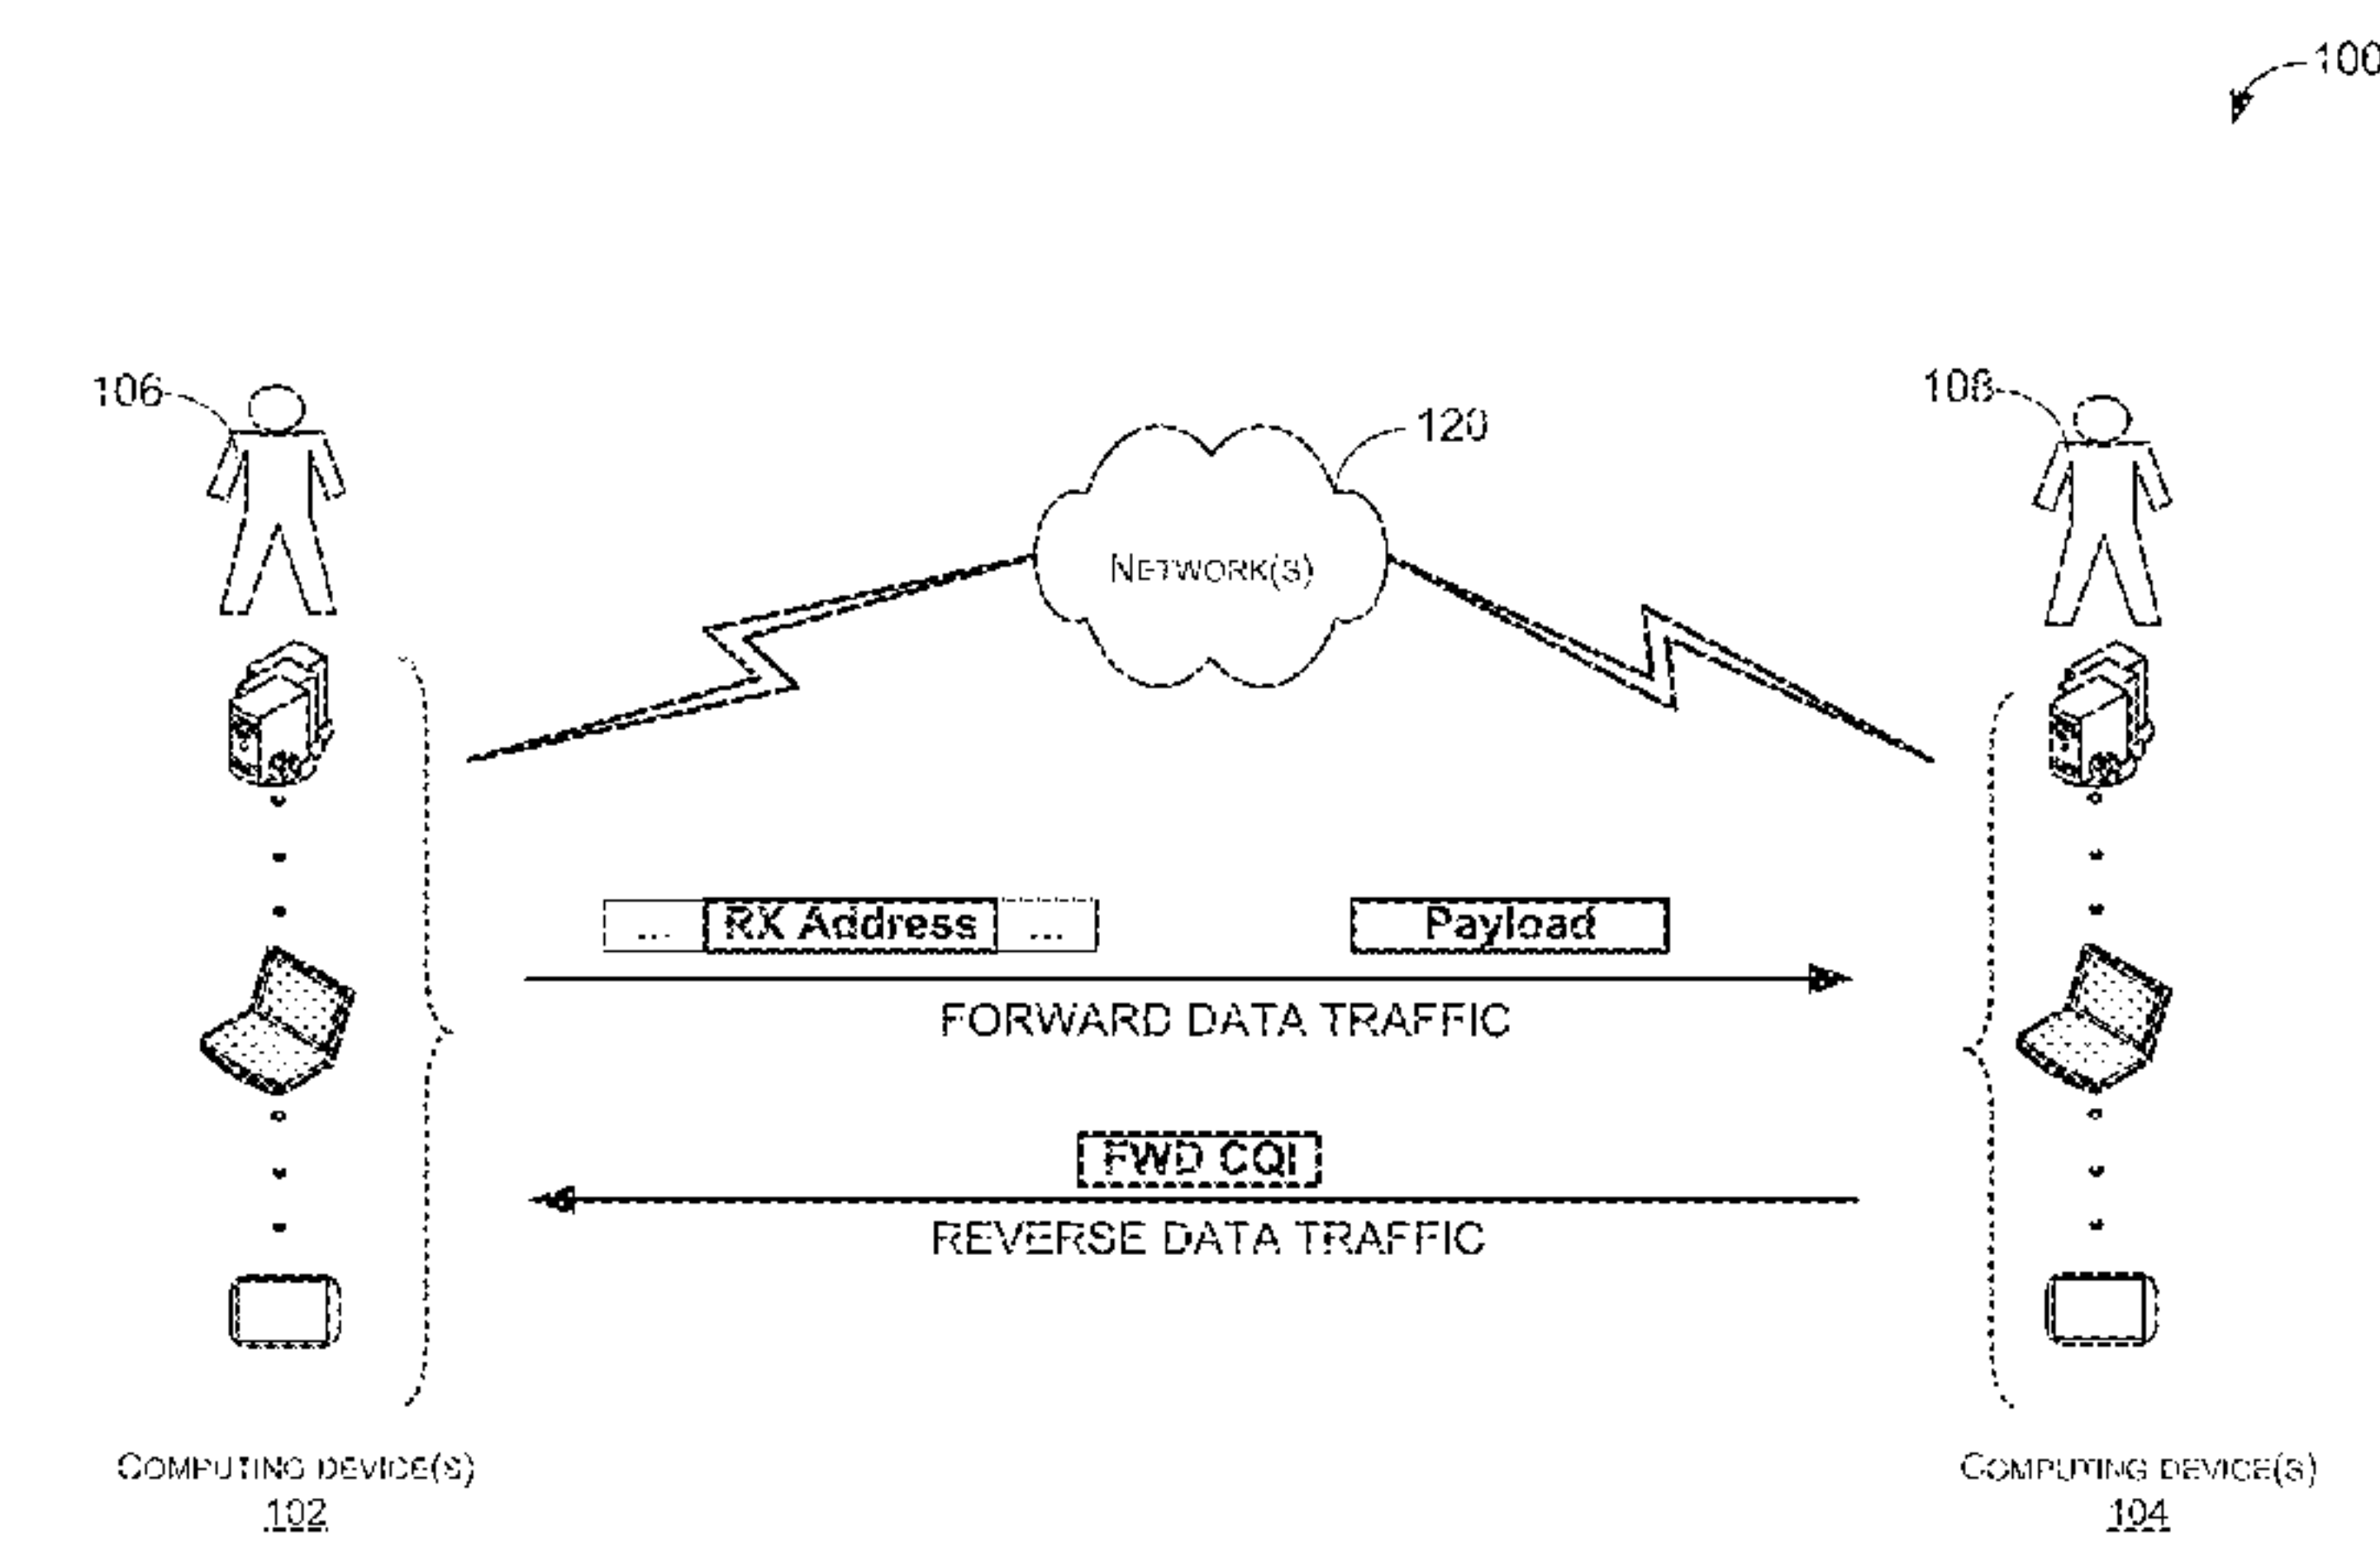 100
106
108
120
NETWORK(S)
... RX Address ... Payload
FORWARD DATA TRAFFIC
FWD CQI
REVERSE DATA TRAFFIC
COMPUTING DEVICE(S)
102
COMPUTING DEVICE(S)
104